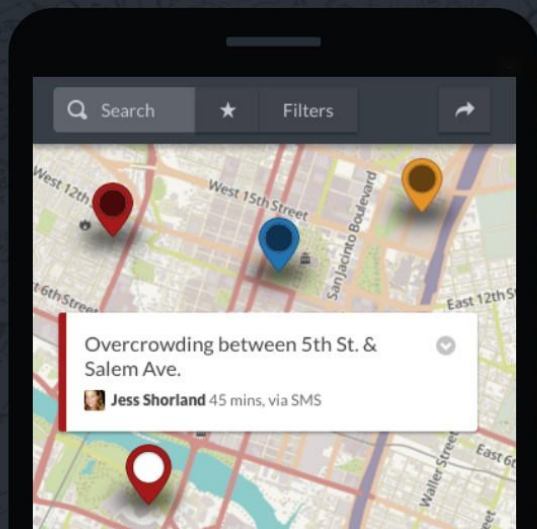 Search
Filters
West 12th
West 15th Street
San Jacinto Boulevard
t 6th Street
East 12th St
Overcrowding between 5th St. &
Salem Ave.
Jess Shorland 45 mins, via SMS
Waller Street
East 6t